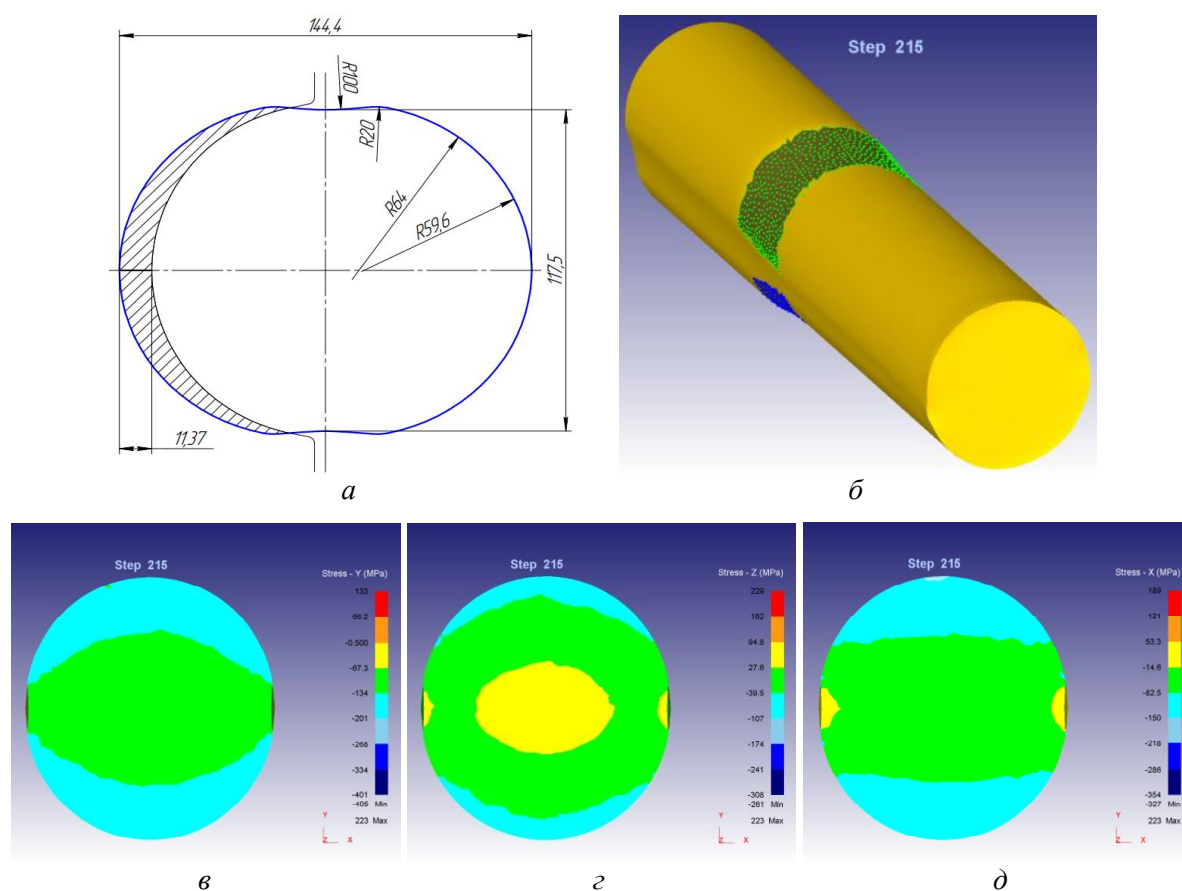 144,4
R100
R20
R64
R59,6
117,5
11,37
а
Step 215
б
Step 215
Stress - Y (MPa)
133
66.2
-0.500
-67.3
-134
-201
-266
-334
-401
-405 Min
223 Max
Y
Z X
в
Step 215
Stress - Z (MPa)
229
162
94.8
27.6
-39.5
-107
-174
-241
-308
-261 Min
223 Max
Y
Z X
г
Step 215
Stress - X (MPa)
189
121
53.3
-14.6
-82.5
-150
-218
-286
-354
-327 Min
223 Max
Y
Z X
д